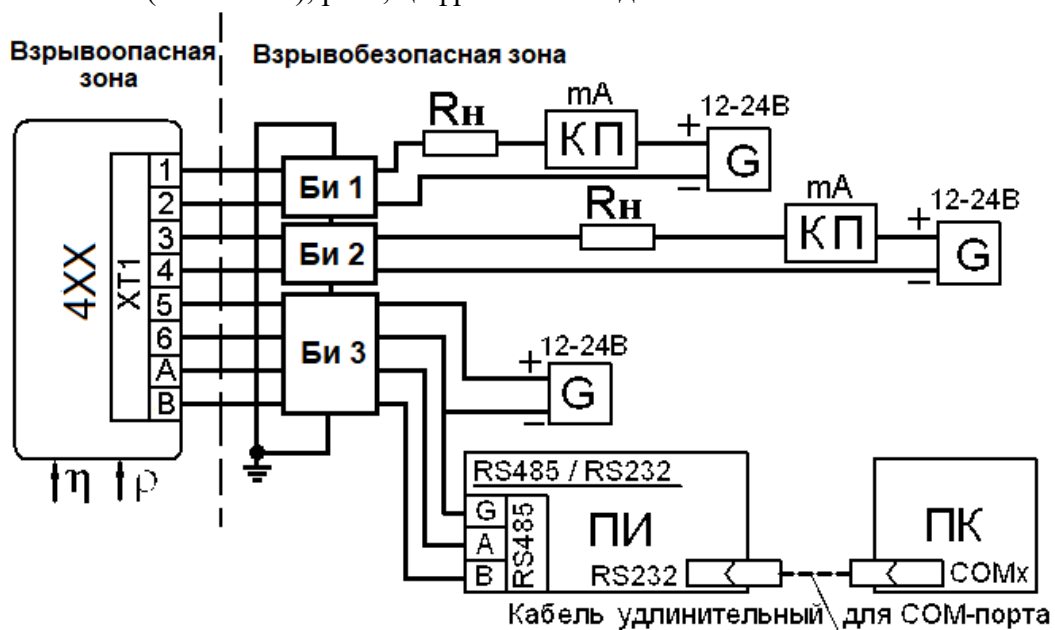 Взрывоопасная
зона
Взрывобезопасная зона
Rн
mA
КП
12-24В
+
−
G
Rн
mA
КП
12-24В
+
−
G
4XX
XT1
1
2
3
4
5
6
A
B
Би 1
Би 2
Би 3
12-24В
+
−
G
η
ρ
RS485 / RS232
G
A
B
RS485
ПИ
RS232
ПК
COMx
Кабель удлинительный для COM-порта